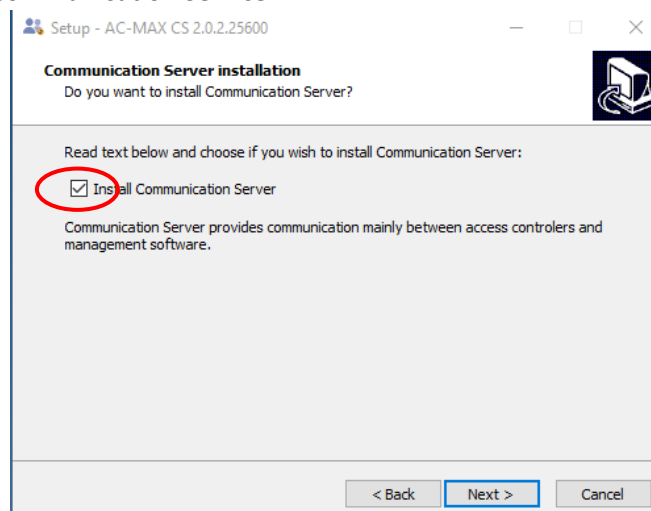 Setup - AC-MAX CS 2.0.2.25600
Communication Server installation
Do you want to install Communication Server?
Read text below and choose if you wish to install Communication Server:
Install Communication Server
Communication Server provides communication mainly between access controlers and
management software.
< Back
Next >
Cancel